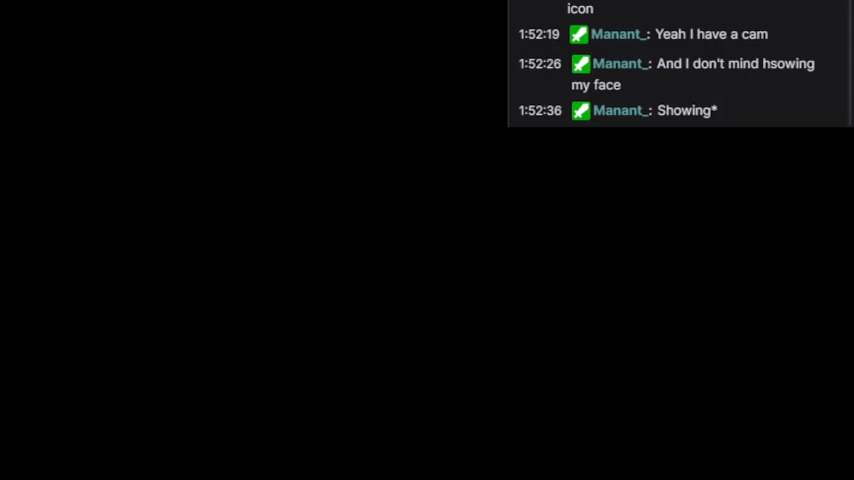 icon
1:52:19 Manant_: Yeah I have a cam
1:52:26 Manant_: And I don't mind hsowing
my face
1:52:36 Manant_: Showing*